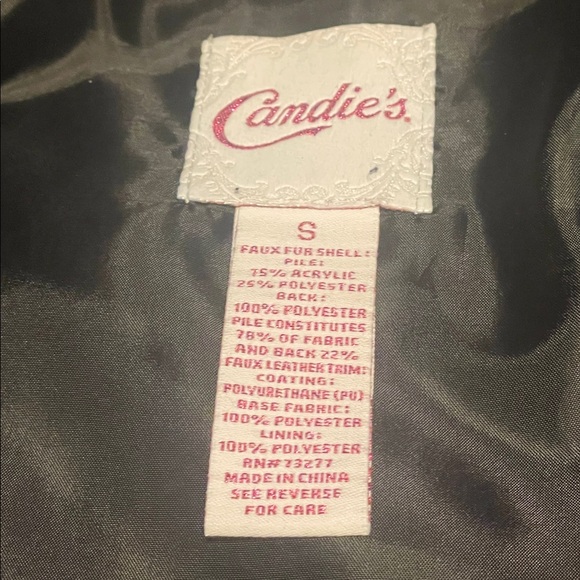 Candie's.
S
FAUX FUR SHELL:
PILE:
75% ACRYLIC
25% POLYESTER
BACK:
100% POLYESTER
PILE CONSTITUTES
78% OF FABRIC
AND BACK 22%
FAUX LEATHER TRIM:
COATING:
POLYURETHANE (PU)
BASE FABRIC:
100% POLYESTER
LINING:
100% POLYESTER
RN# 73277
MADE IN CHINA
SEE REVERSE
FOR CARE